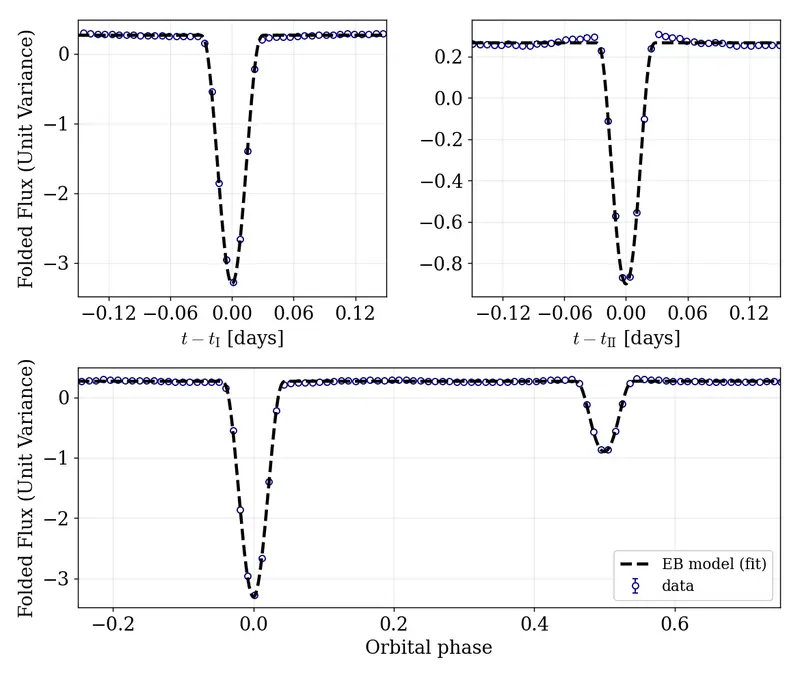 Folded Flux (Unit Variance)
0
−1
−2
−3
−0.12 −0.06 0.00 0.06 0.12
t − tI [days]
0.2
0.0
−0.2
−0.4
−0.6
−0.8
−0.12 −0.06 0.00 0.06 0.12
t − tII [days]
Folded Flux (Unit Variance)
0
−1
−2
−3
EB model (fit)
data
−0.2 0.0 0.2 0.4 0.6
Orbital phase